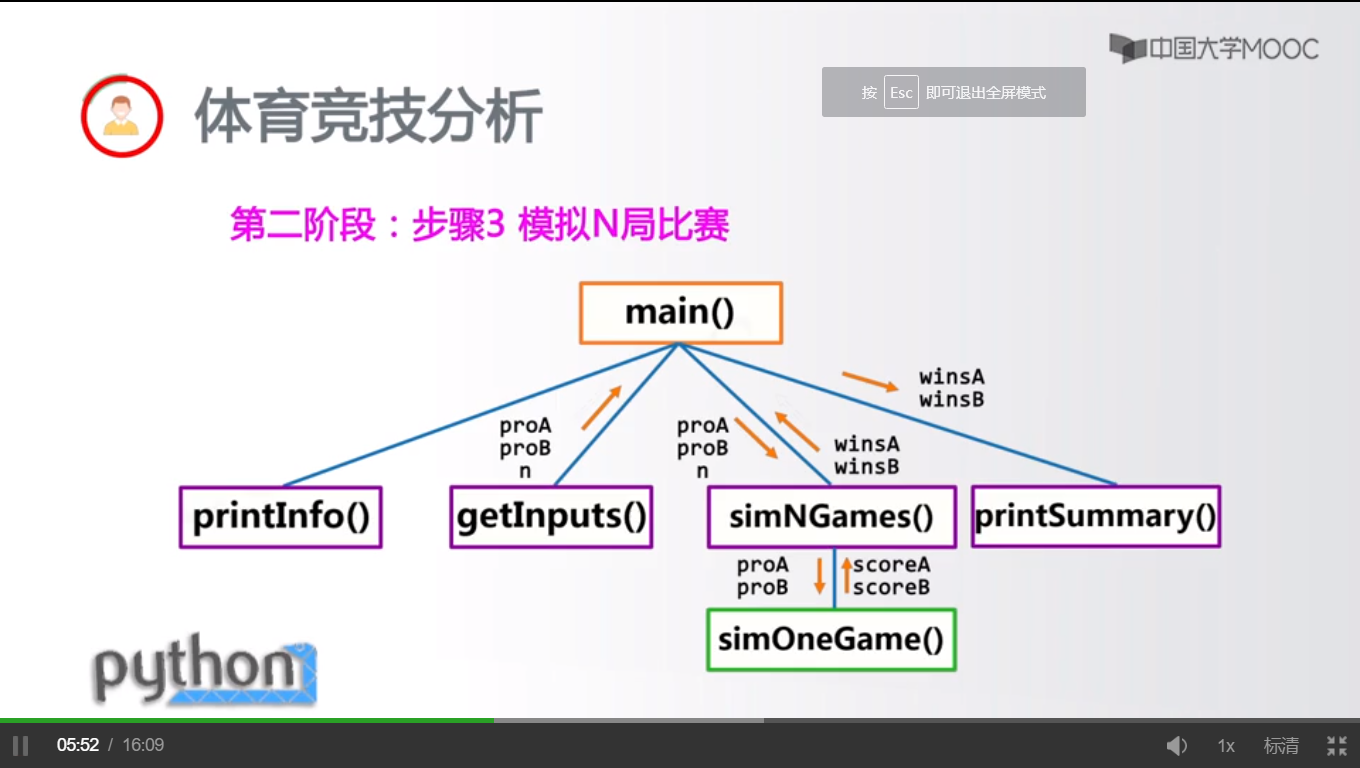 中国大学MOOC
按 Esc 即可退出全屏模式
体育竞技分析
第二阶段：步骤3 模拟N局比赛
main()
winsA
winsB
proA
proB
n
proA
proB
n
winsA
winsB
printInfo()
getInputs()
simNGames()
printSummary()
proA
proB
scoreA
scoreB
simOneGame()
python
05:52 / 16:09
1x
标清